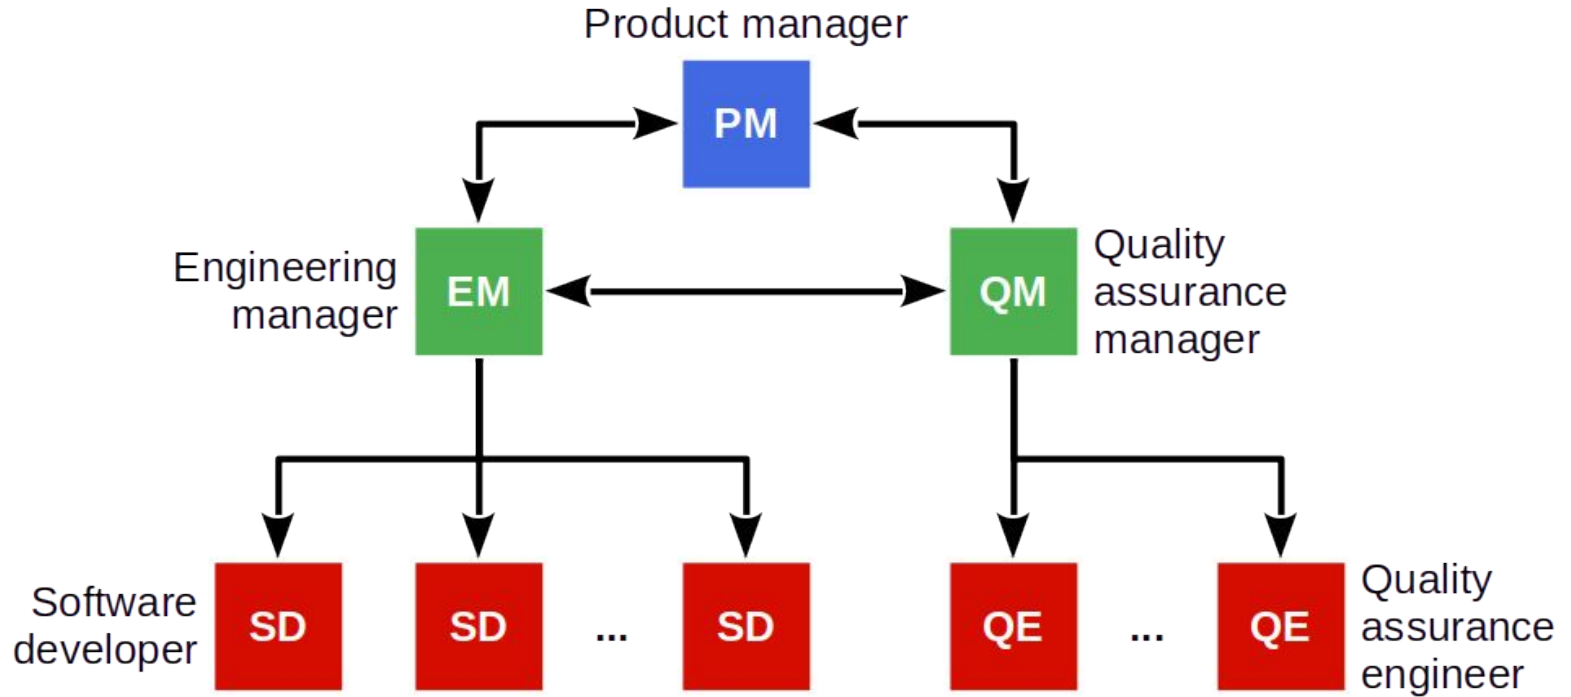 Product manager
PM
Engineering
manager
EM
QM
Quality
assurance
manager
Software
developer
SD
SD
...
SD
QE
...
QE
Quality
assurance
engineer